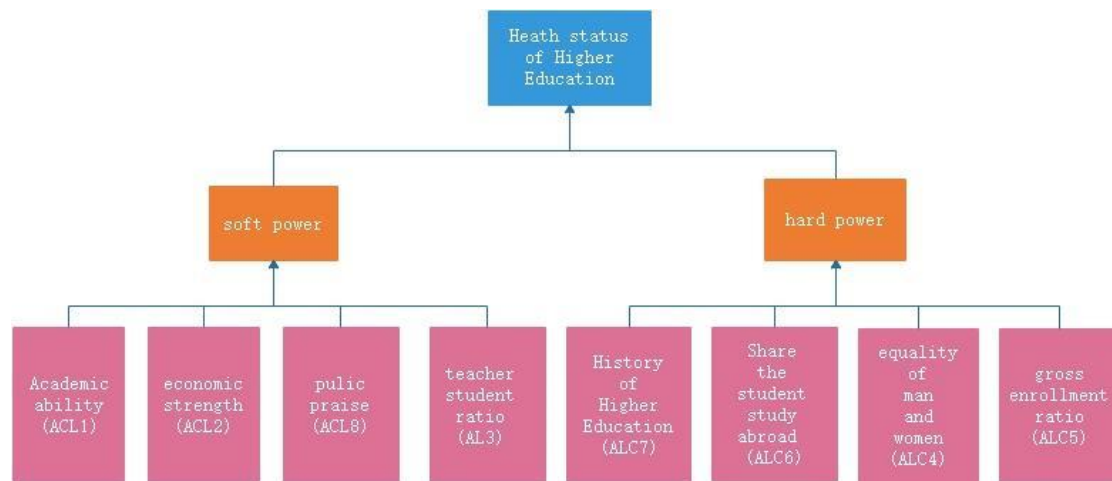 Heath status
of Higher
Education
soft power
hard power
Academic
ability
(ACL1)
economic
strength
(ACL2)
pulic
praise
(ACL8)
teacher
student
ratio
(AL3)
History
of
Higher
Education
(ALC7)
Share
the
student
study
abroad
(ALC6)
equality
of
man
and
women
(ALC4)
gross
enrollment
ratio
(ALC5)